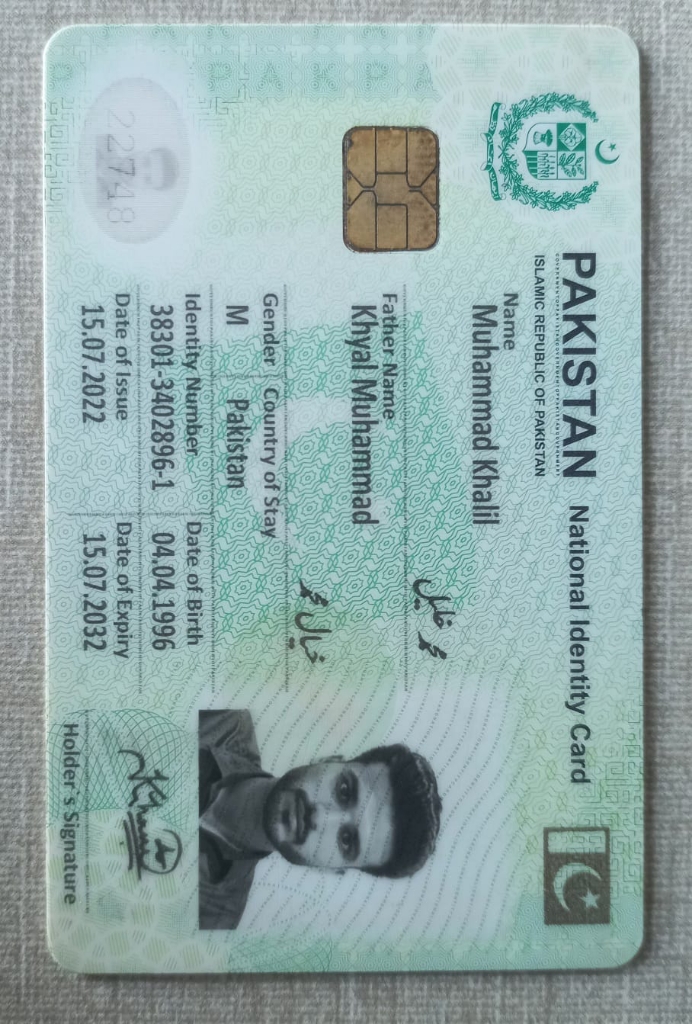 PAKISTAN National Identity Card
ISLAMIC REPUBLIC OF PAKISTAN
Name
Muhammad Khalil
محمد خلیل
Father Name
Khyal Muhammad
خیال محمد
Gender Country of Stay
M Pakistan
Identity Number Date of Birth
38301-3402896-1 04.04.1996
Date of Issue Date of Expiry
15.07.2022 15.07.2032
Holder's Signature
22748
PAKPA